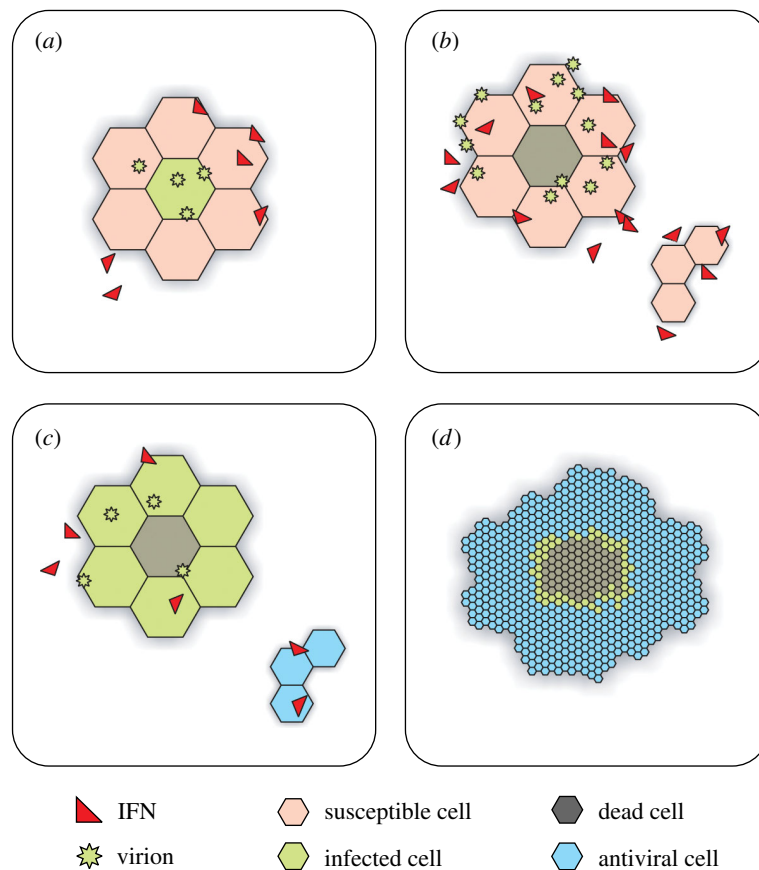 (a)
(b)
(c)
(d)
IFN
susceptible cell
dead cell
virion
infected cell
antiviral cell